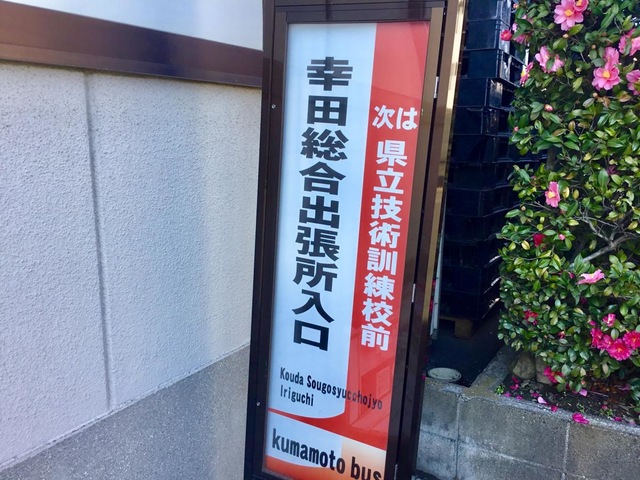 幸田総合出張所入口
次は 県立技術訓練校前
Kouda Sougosyucchojyo
Iriguchi
kumamoto bus